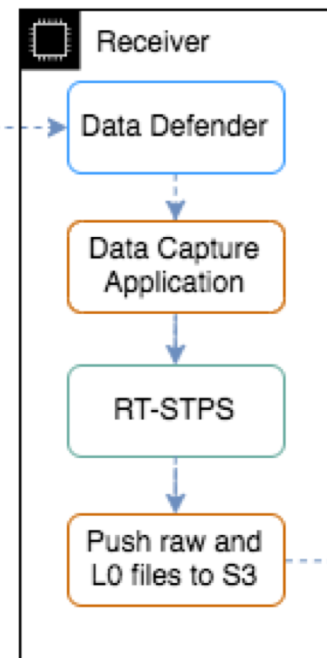 Receiver
Data Defender
Data Capture
Application
RT-STPS
Push raw and
L0 files to S3